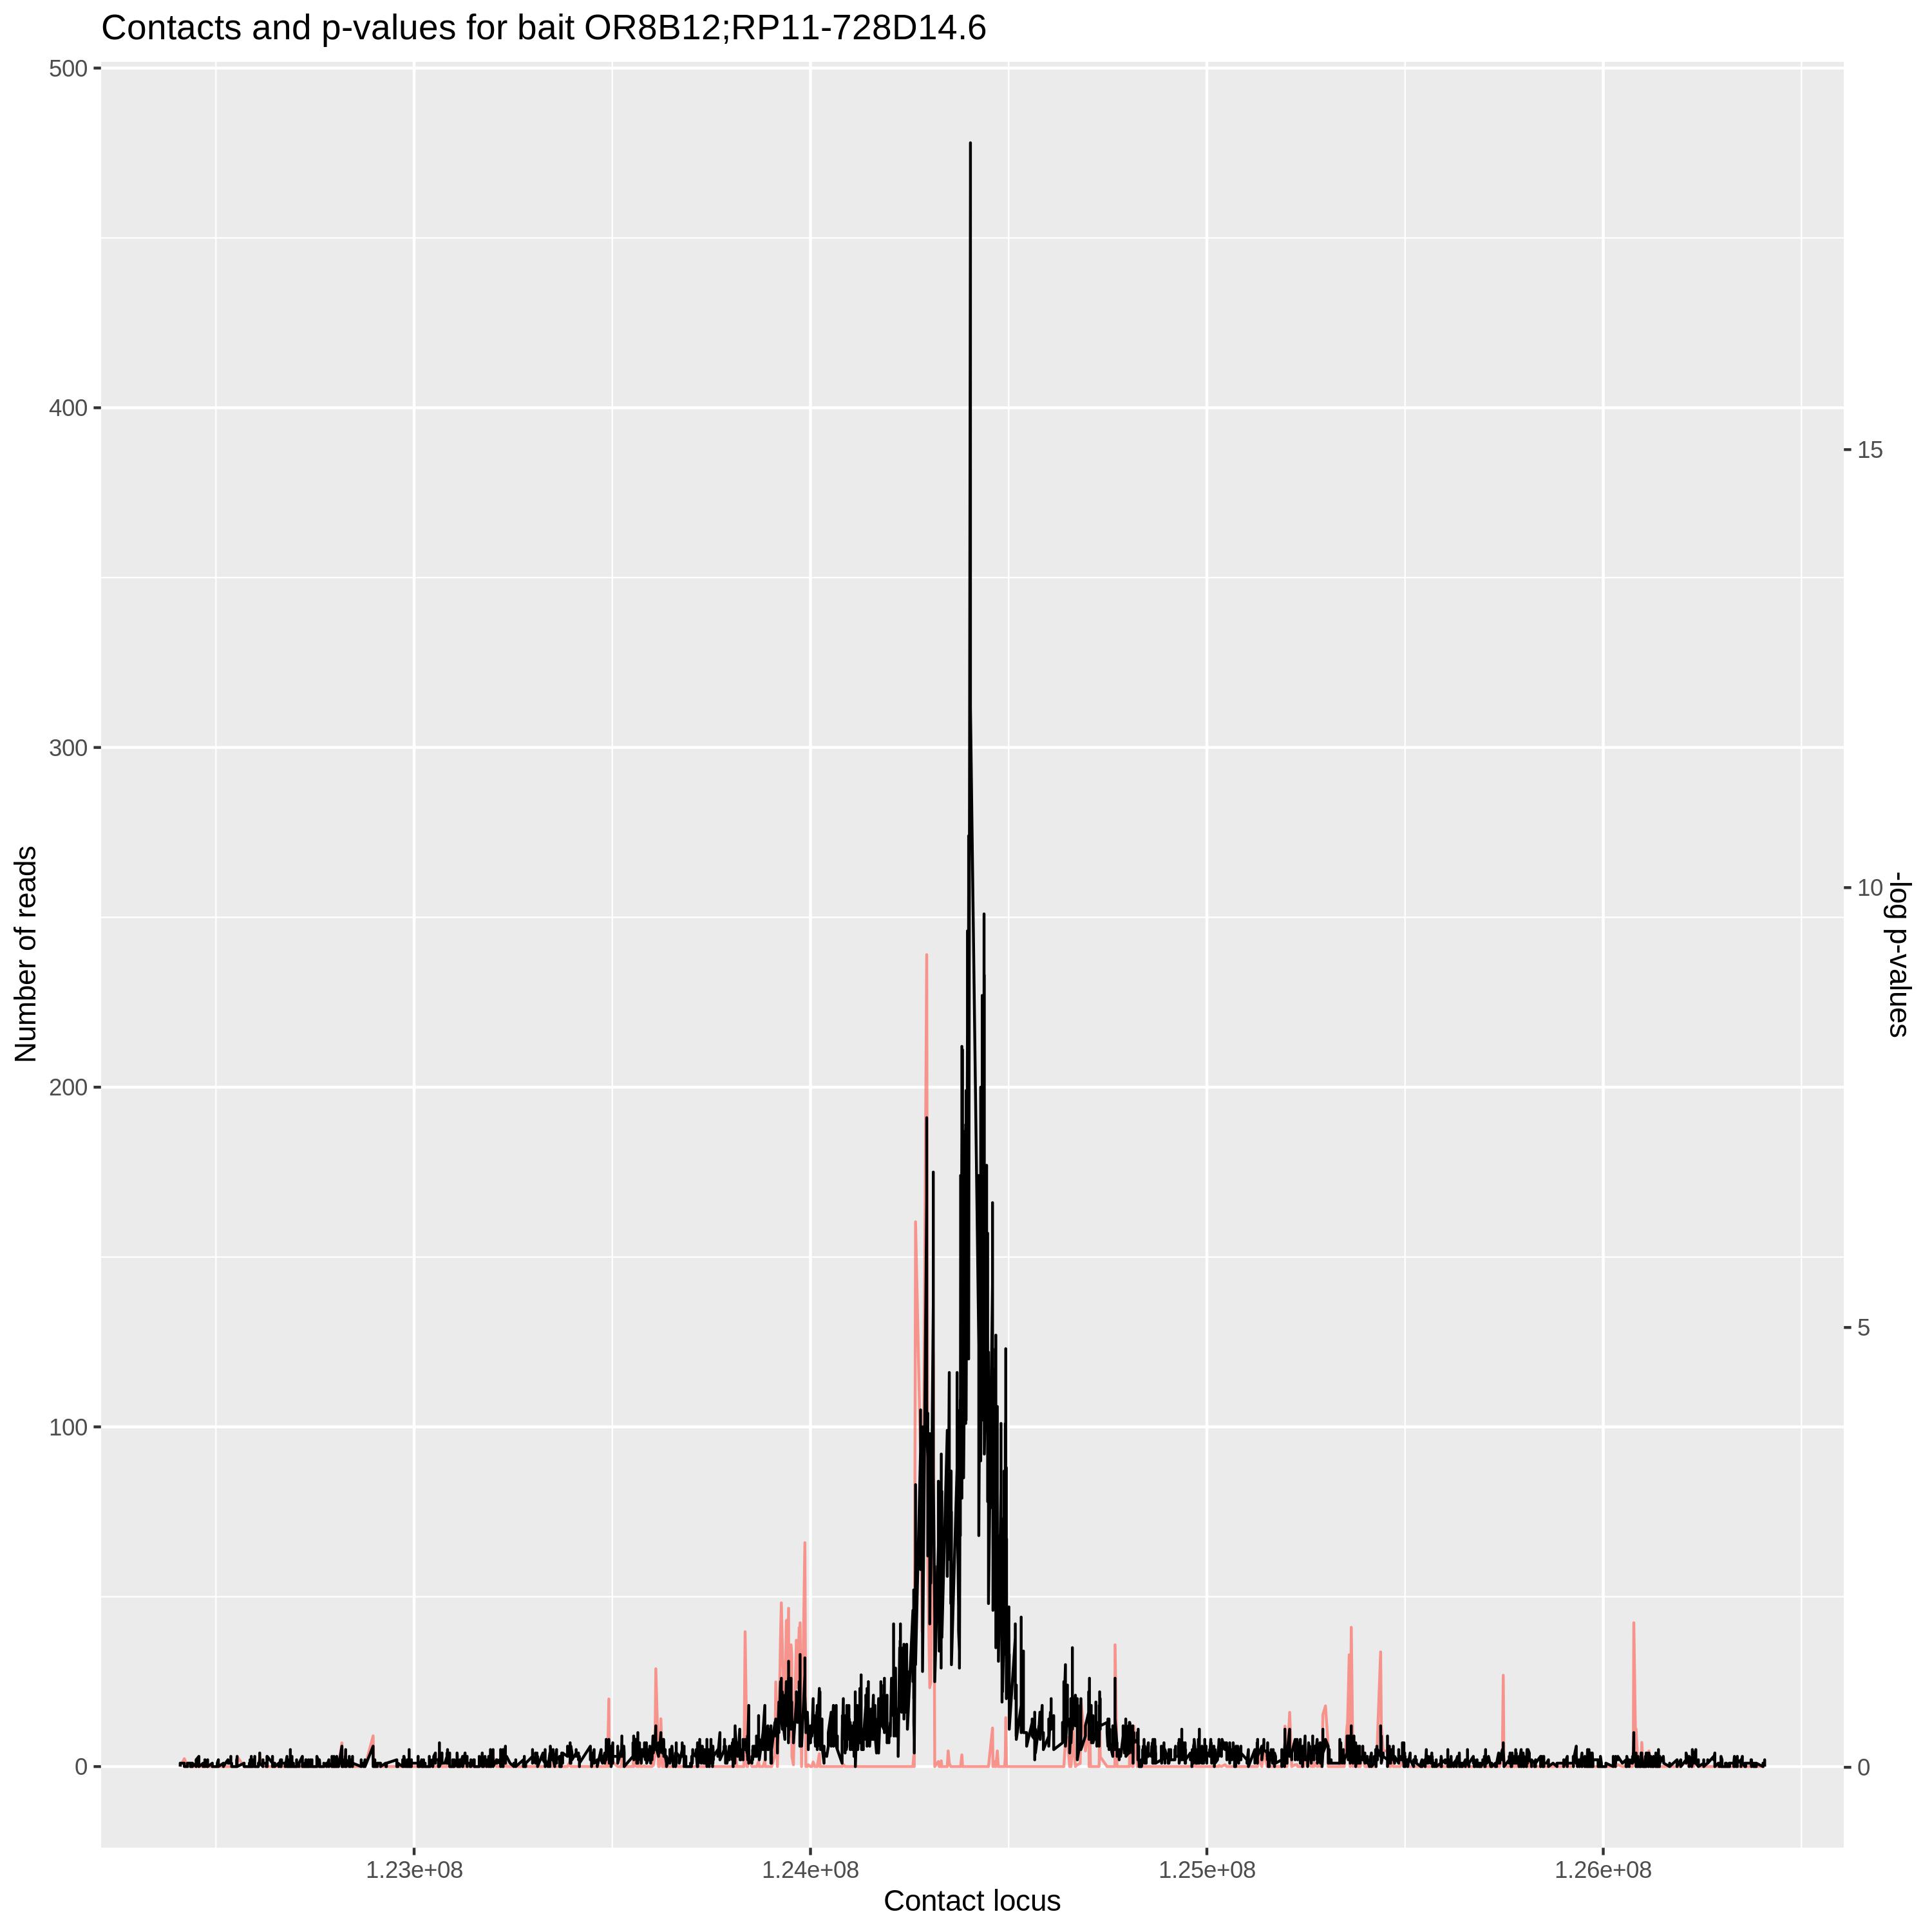 Contacts and p-values for bait OR8B12;RP11-728D14.6
500
400
300
200
100
0
Number of reads
15
10
5
0
-log p-values
1.23e+08
1.24e+08
1.25e+08
1.26e+08
Contact locus